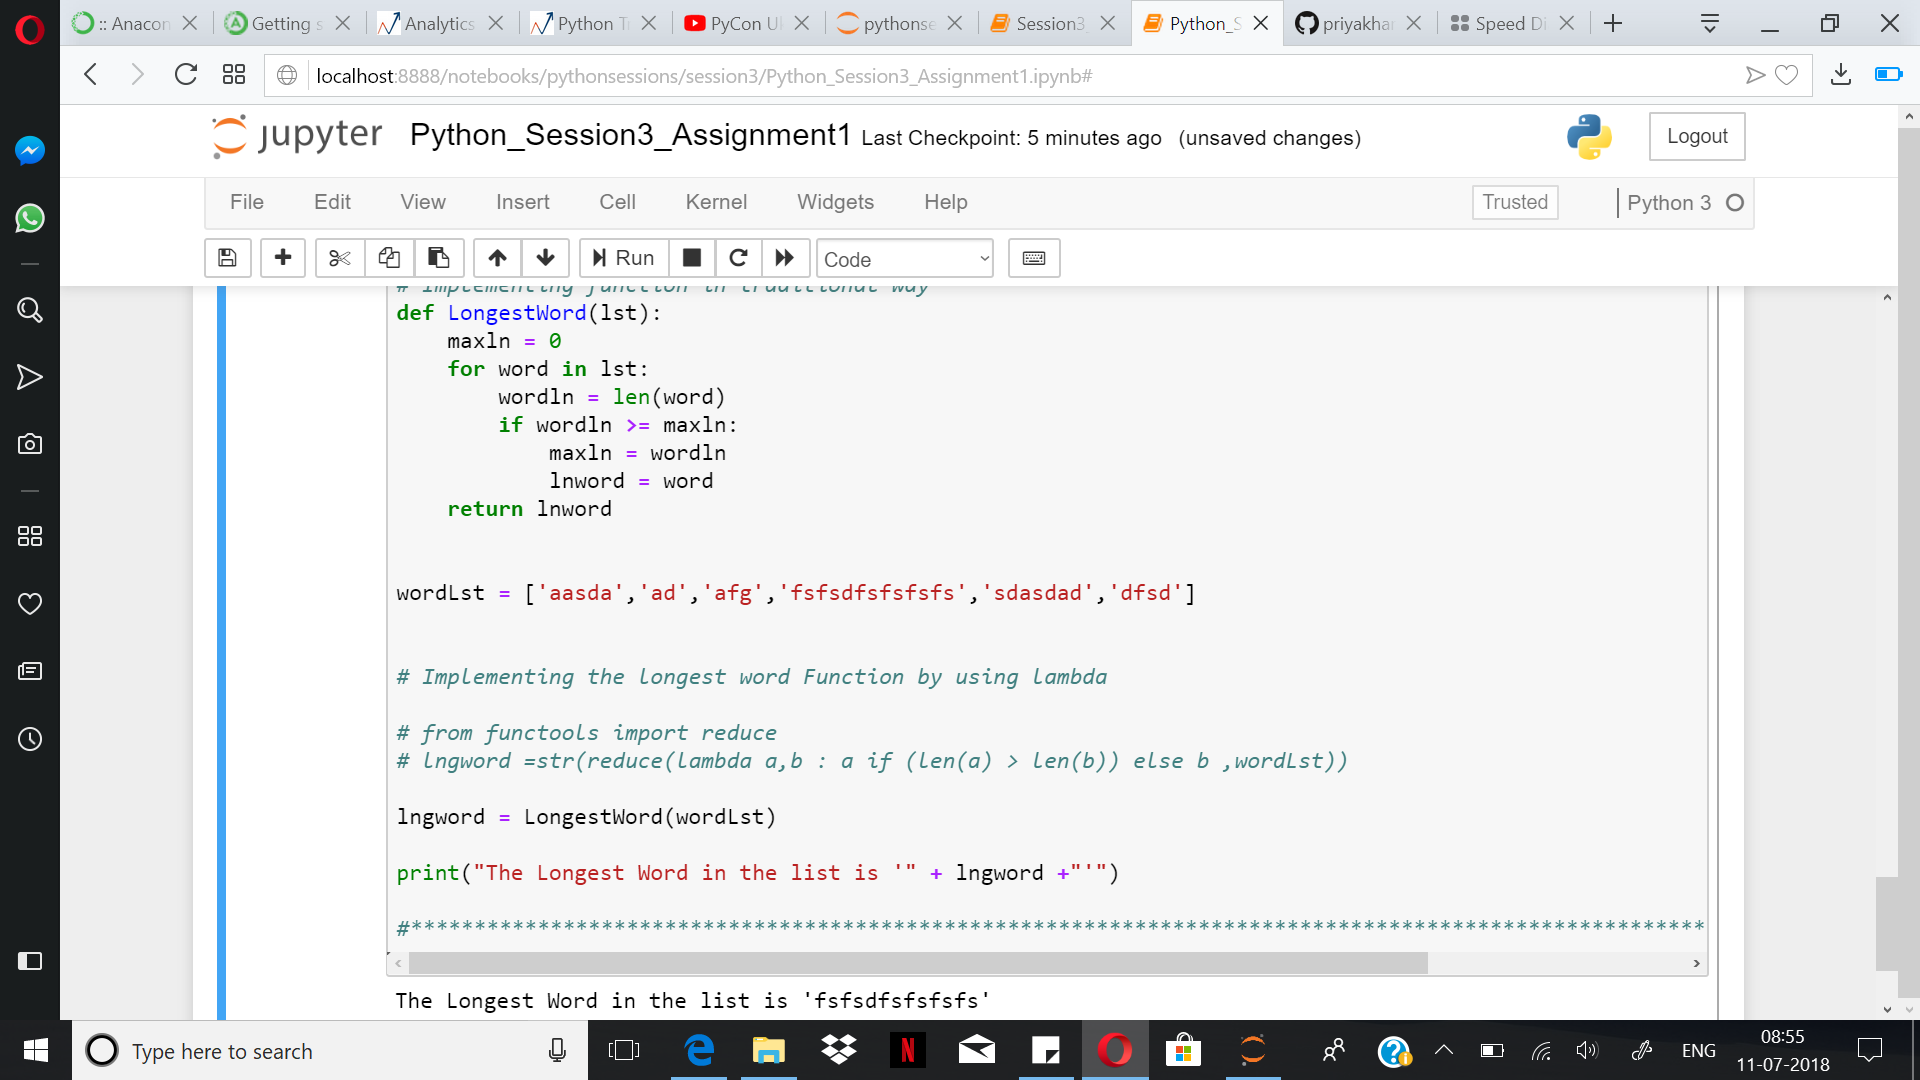 :: Anacon
Getting s
Analytics
Python T
PyCon U
pythonse
Session3
Python_S
priyakha
Speed Di
localhost:8888/notebooks/pythonsessions/session3/Python_Session3_Assignment1.ipynb#
jupyter Python_Session3_Assignment1 Last Checkpoint: 5 minutes ago (unsaved changes)
Logout
File Edit View Insert Cell Kernel Widgets Help
Trusted
Python 3
Run
Code
# Implementing function in traditional way
def LongestWord(lst):
    maxln = 0
    for word in lst:
        wordln = len(word)
        if wordln >= maxln:
            maxln = wordln
            lnword = word
    return lnword
wordLst = ['aasda','ad','afg','fsfsdfsfsfsfs','sdasdad','dfsd']
# Implementing the longest word Function by using lambda
# from functools import reduce
# lngword =str(reduce(lambda a,b : a if (len(a) > len(b)) else b ,wordLst))
lngword = LongestWord(wordLst)
print("The Longest Word in the list is '" + lngword +"'")
#******************************************************************************************************
The Longest Word in the list is 'fsfsdfsfsfsfs'
Type here to search
N
ENG
08:55
11-07-2018